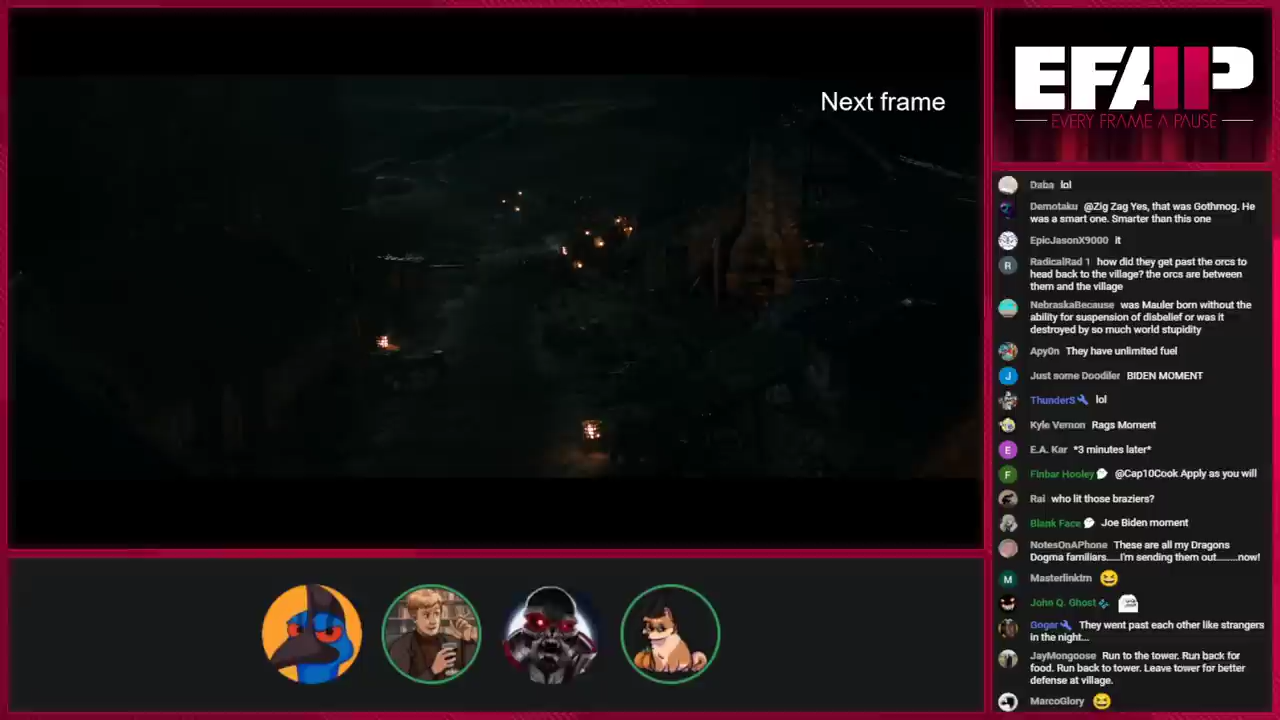 Next frame
EFAP
EVERY FRAME A PAUSE
Daba lol
Demotaku @Zig Zag Yes, that was Gothmog. He
was a smart one. Smarter than this one
EpicJasonX9000 it
R
RadicalRad 1 how did they get past the orcs to
head back to the village? the orcs are between
them and the village
NebraskaBecause was Mauler born without the
ability for suspension of disbelief or was it
destroyed by so much world stupidity
Apy0n They have unlimited fuel
J
Just some Doodiler BIDEN MOMENT
ThunderS lol
Kyle Vernon Rags Moment
E
E.A. Kar *3 minutes later*
F
Finbar Hooley @Cap10Cook Apply as you will
Rai who lit those braziers?
Blank Face Joe Biden moment
NotesOnAPhone These are all my Dragons
Dogma familiars.....I'm sending them out........now!
M
Masterlinktm
John Q. Ghost
Gogar They went past each other like strangers
in the night...
JayMongoose Run to the tower. Run back for
food. Run back to tower. Leave tower for better
defense at village.
MarcoGlory